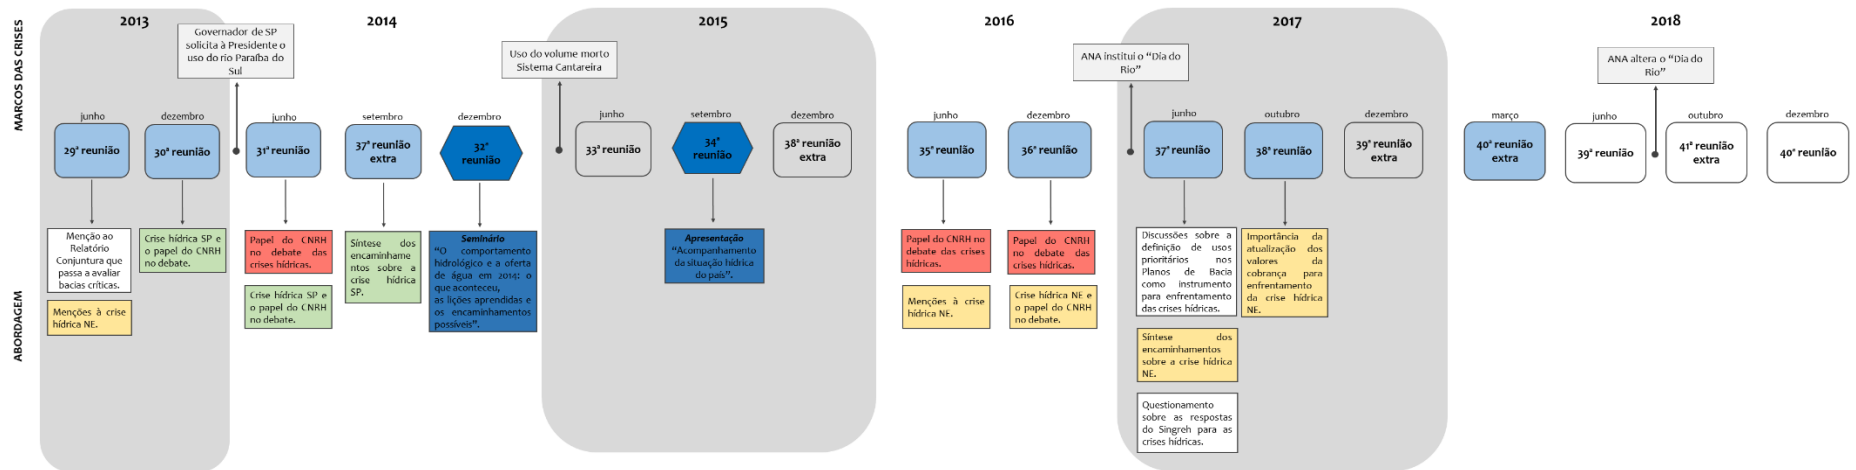 2013
2014
2015
2016
2017
2018
MARCOS DAS CRISES
Governador de SP
solicita à Presidente o
uso do rio Paraíba do
Sul
Uso do volume morto
Sistema Cantareira
ANA institui o “Dia do
Rio”
ANA altera o “Dia do
Rio”
junho
29ª reunião
dezembro
30ª reunião
junho
31ª reunião
setembro
37ª reunião
extra
dezembro
32ª
reunião
junho
33ª reunião
setembro
34ª
reunião
dezembro
38ª reunião
extra
junho
35ª reunião
dezembro
36ª reunião
junho
37ª reunião
outubro
38ª reunião
dezembro
39ª reunião
extra
março
40ª reunião
extra
junho
39ª reunião
outubro
41ª reunião
extra
dezembro
40ª reunião
ABORDAGEM
Menção ao
Relatório
Conjuntura que
passa a avaliar
bacias críticas.
Menções à crise
hídrica NE.
Crise hídrica SP e
o papel do CNRH
no debate.
Papel do CNRH
no debate das
crises hídricas.
Crise hídrica SP e
o papel do CNRH
no debate.
Síntese dos
encaminhame
ntos sobre a
crise hídrica
SP.
Seminário
“O comportamento
hidrológico e a oferta
de água em 2014: o
que aconteceu,
as lições aprendidas e
os encaminhamentos
possíveis”.
Apresentação
“Acompanhamento
da situação hídrica
do país”.
Papel do CNRH no
debate das crises
hídricas.
Menções à crise
hídrica NE.
Papel do CNRH
no debate das
crises hídricas.
Crise hídrica NE e
o papel do CNRH
no debate.
Discussões sobre a
definição de usos
prioritários nos
Planos de Bacia
como instrumento
para enfrentamento
das crises hídricas.
Síntese dos
encaminhamentos
sobre a crise hídrica
NE.
Questionamento
sobre as respostas
do Singreh para as
crises hídricas.
Importância da
atualização dos
valores da
cobrança para
enfrentamento
da crise hídrica
NE.